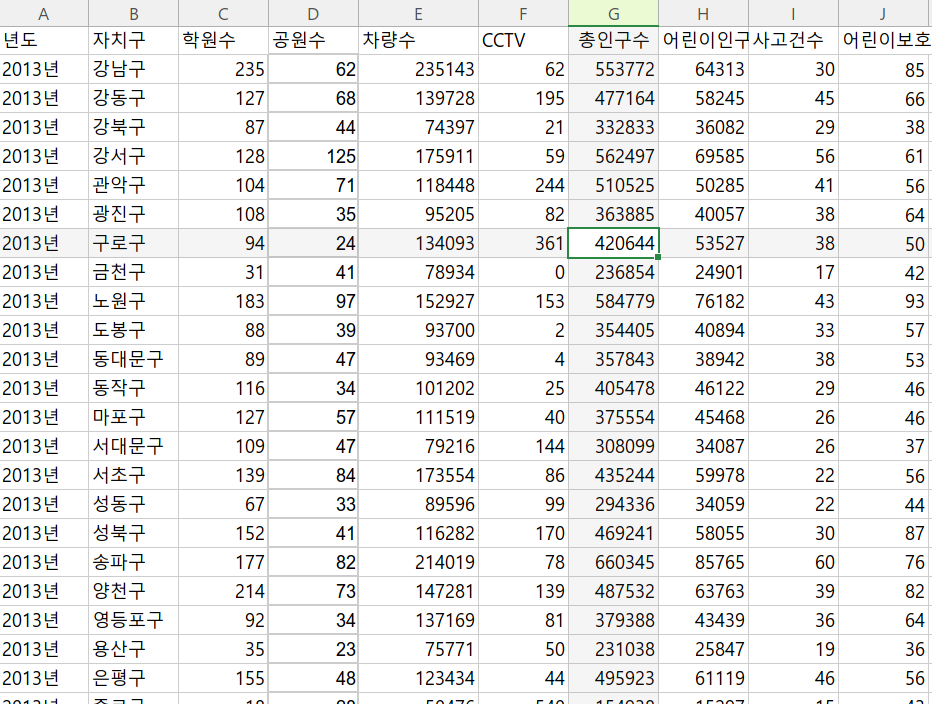 A B C D E F G H I J
년도 자치구 학원수 공원수 차량수 CCTV 총인구수 어린이인구 사고건수 어린이보호
2013년 강남구 235 62 235143 62 553772 64313 30 85
2013년 강동구 127 68 139728 195 477164 58245 45 66
2013년 강북구 87 44 74397 21 332833 36082 29 38
2013년 강서구 128 125 175911 59 562497 69585 56 61
2013년 관악구 104 71 118448 244 510525 50285 41 56
2013년 광진구 108 35 95205 82 363885 40057 38 64
2013년 구로구 94 24 134093 361 420644 53527 38 50
2013년 금천구 31 41 78934 0 236854 24901 17 42
2013년 노원구 183 97 152927 153 584779 76182 43 93
2013년 도봉구 88 39 93700 2 354405 40894 33 57
2013년 동대문구 89 47 93469 4 357843 38942 38 53
2013년 동작구 116 34 101202 25 405478 46122 29 46
2013년 마포구 127 57 111519 40 375554 45468 26 46
2013년 서대문구 109 47 79216 144 308099 34087 26 37
2013년 서초구 139 84 173554 86 435244 59978 22 56
2013년 성동구 67 33 89596 99 294336 34059 22 44
2013년 성북구 152 41 116282 170 469241 58055 30 87
2013년 송파구 177 82 214019 78 660345 85765 60 76
2013년 양천구 214 73 147281 139 487532 63763 39 82
2013년 영등포구 92 34 137169 81 379388 43439 36 64
2013년 용산구 35 23 75771 50 231038 25847 19 36
2013년 은평구 155 48 123434 44 495923 61119 46 56